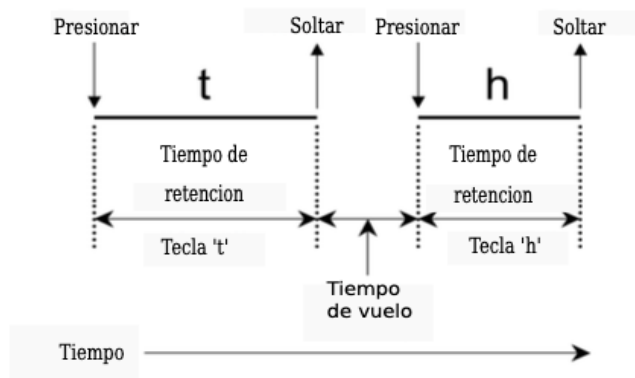 Presionar
Soltar
Presionar
Soltar
t
h
Tiempo de
retencion
Tiempo de
retencion
Tecla 't'
Tecla 'h'
Tiempo
de vuelo
Tiempo